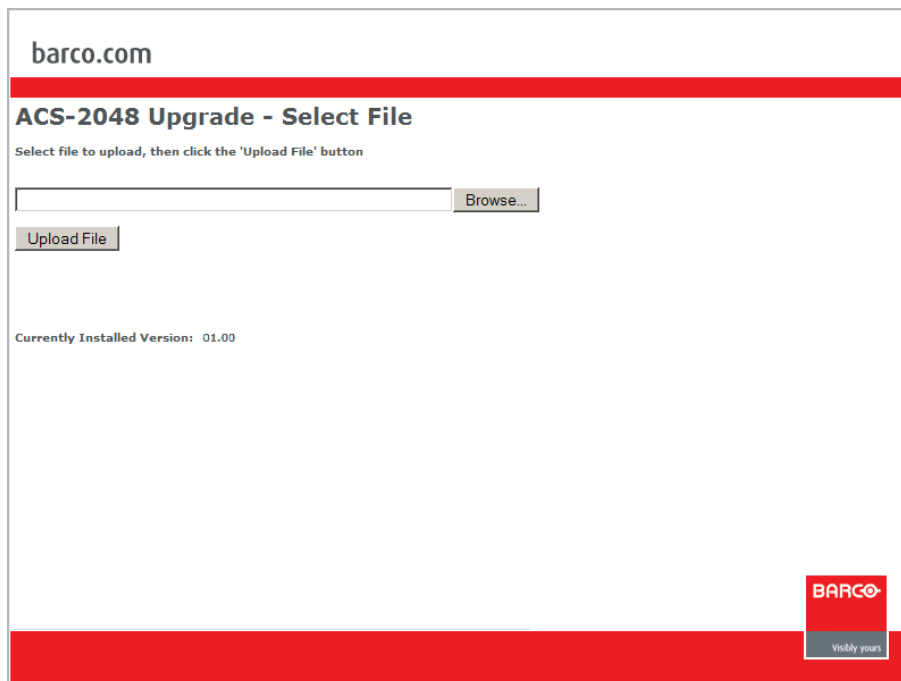 barco.com
ACS-2048 Upgrade - Select File
Select file to upload, then click the 'Upload File' button
Browse...
Upload File
Currently Installed Version: 01.00
BARCO
Visibly yours